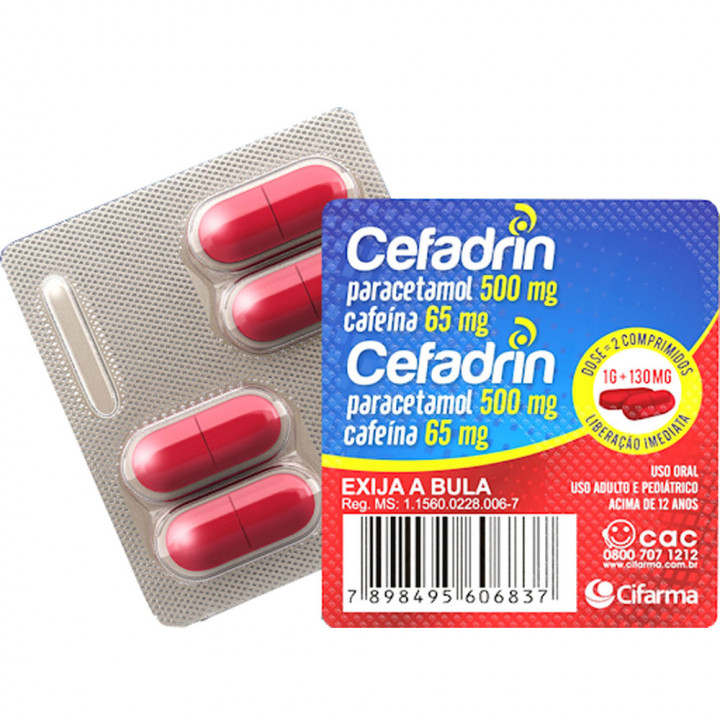 Cefadrin
paracetamol 500 mg
cafeína 65 mg
Cefadrin
paracetamol 500 mg
cafeína 65 mg
DOSE = 2 COMPRIMIDOS
1G + 130MG
LIBERAÇÃO IMEDIATA
EXIJA A BULA
Reg. MS: 1.1560.0228.006-7
USO ORAL
USO ADULTO E PEDIÁTRICO
ACIMA DE 12 ANOS
cac
0800 707 1212
www.cifarma.com.br
7 898495 606837
Cifarma